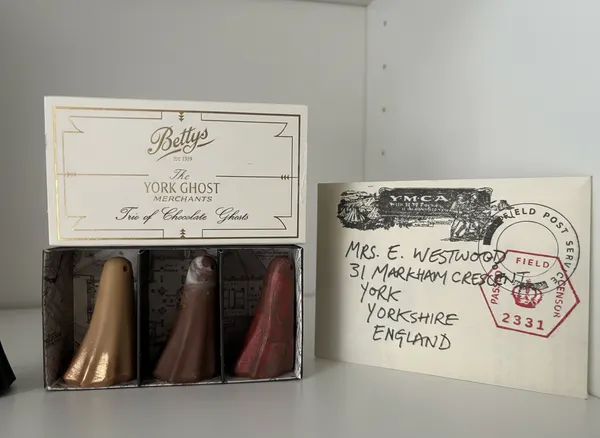 Bettys
EST 1919
The
YORK GHOST
MERCHANTS
Trio of Chocolate Ghosts
YMCA
FIELD POST
FIELD
CENSOR
2331
MRS. E. WESTWOOD
31 MARKHAM CRESCENT
YORK
YORKSHIRE
ENGLAND